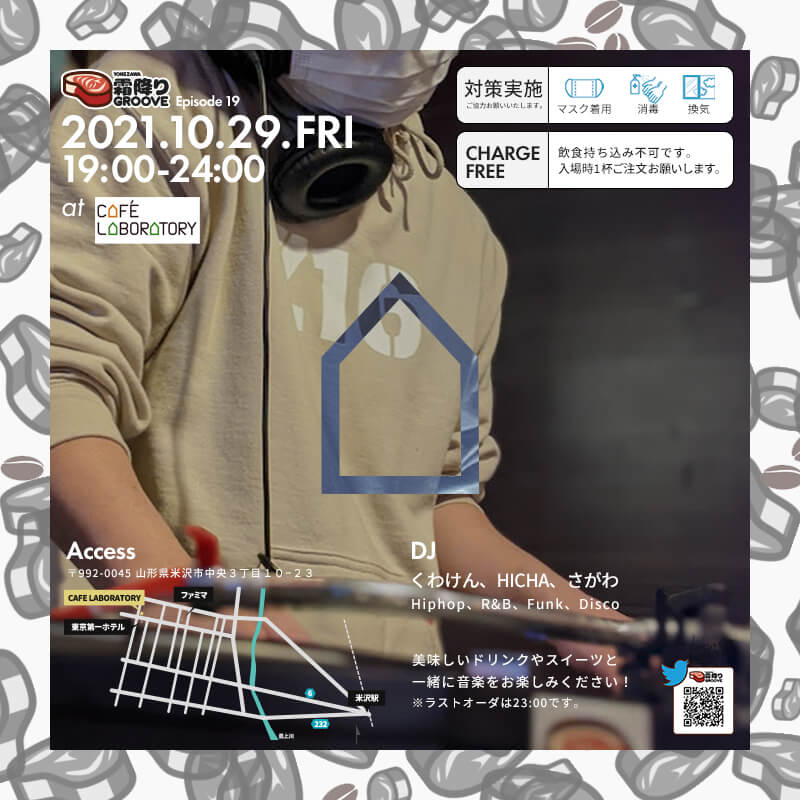 YONEZAWA
霜降り
GROOVE Episode 19
2021.10.29.FRI
19:00-24:00
at CAFÉ
LABORATORY
対策実施
ご協力お願いいたします。
マスク着用 消毒 換気
CHARGE
FREE
飲食持ち込み不可です。
入場時1杯ご注文お願いします。
X16
Access
〒992-0045 山形県米沢市中央３丁目１０−２３
CAFE LABORATORY
ファミマ
東京第一ホテル
米沢駅
6
232
最上川
DJ
くわけん、HICHA、さがわ
Hiphop、R&B、Funk、Disco
美味しいドリンクやスイーツと
一緒に音楽をお楽しみください！
※ラストオーダは23:00です。
霜降り
GROOVE